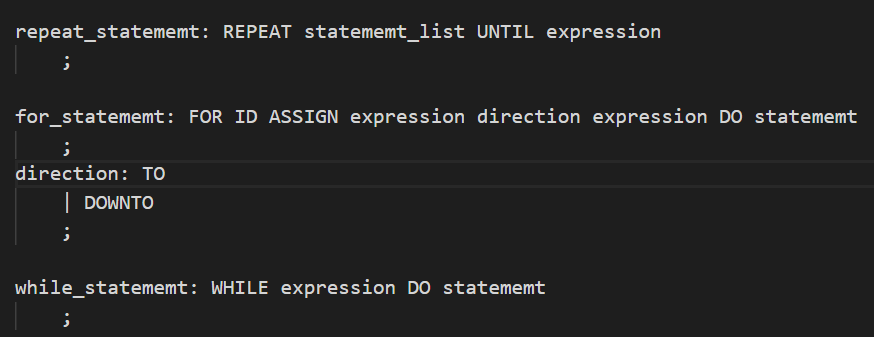 repeat_statememt: REPEAT statememt_list UNTIL expression
;
for_statememt: FOR ID ASSIGN expression direction expression DO statememt
;
direction: TO
| DOWNTO
;
while_statememt: WHILE expression DO statememt
;